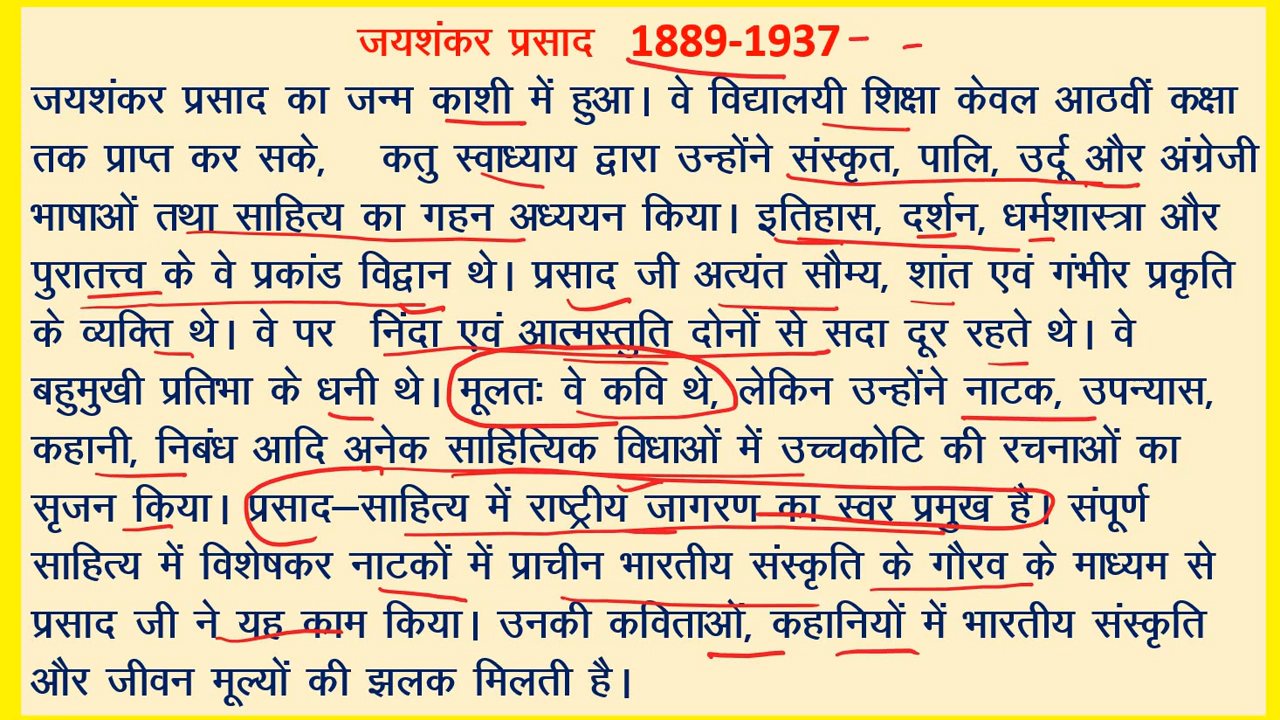 जयशंकर प्रसाद 1889-1937
जयशंकर प्रसाद का जन्म काशी में हुआ। वे विद्यालयी शिक्षा केवल आठवीं कक्षा
तक प्राप्त कर सके, कतु स्वाध्याय द्वारा उन्होंने संस्कृत, पालि, उर्दू और अंग्रेजी
भाषाओं तथा साहित्य का गहन अध्ययन किया। इतिहास, दर्शन, धर्मशास्त्रा और
पुरातत्त्व के वे प्रकांड विद्वान थे। प्रसाद जी अत्यंत सौम्य, शांत एवं गंभीर प्रकृति
के व्यक्ति थे। वे पर निंदा एवं आत्मस्तुति दोनों से सदा दूर रहते थे। वे
बहुमुखी प्रतिभा के धनी थे। मूलतः वे कवि थे, लेकिन उन्होंने नाटक, उपन्यास,
कहानी, निबंध आदि अनेक साहित्यिक विधाओं में उच्चकोटि की रचनाओं का
सृजन किया। प्रसाद–साहित्य में राष्ट्रीय जागरण का स्वर प्रमुख है। संपूर्ण
साहित्य में विशेषकर नाटकों में प्राचीन भारतीय संस्कृति के गौरव के माध्यम से
प्रसाद जी ने यह काम किया। उनकी कविताओं, कहानियों में भारतीय संस्कृति
और जीवन मूल्यों की झलक मिलती है।